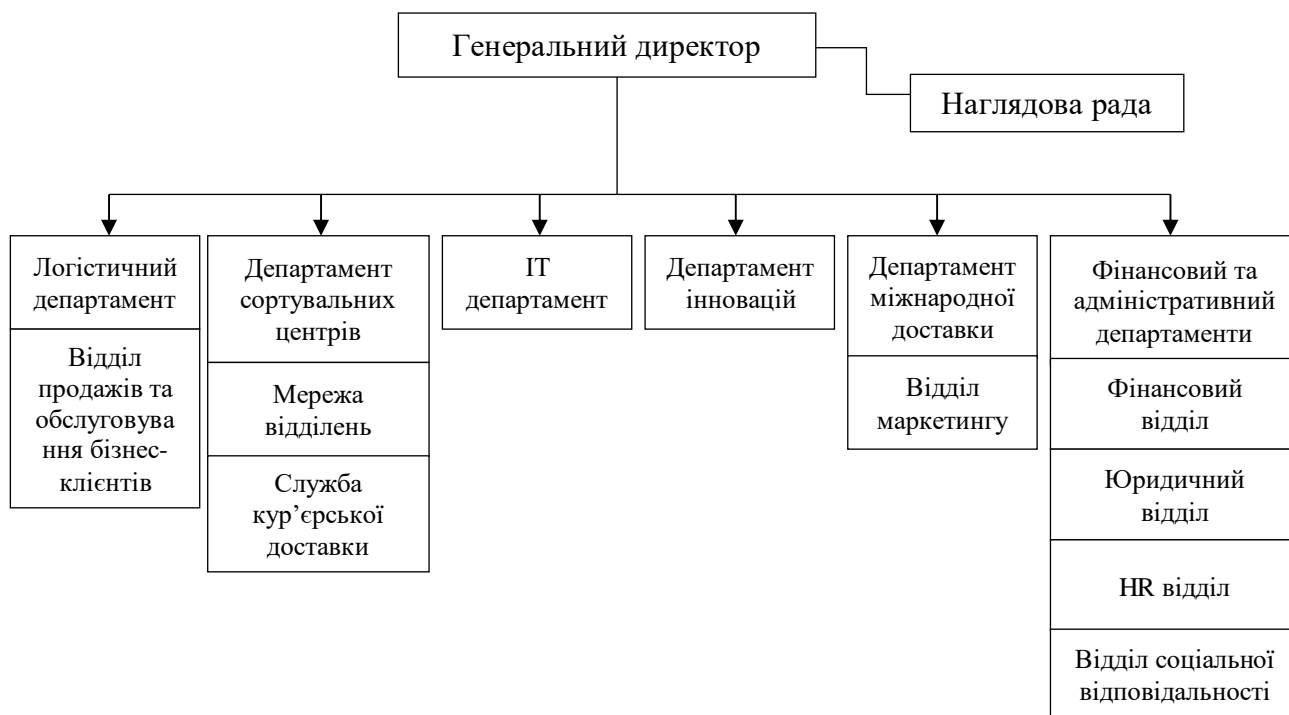 Генеральний директор
Наглядова рада
Логістичний
департамент
Відділ
продажів та
обслуговува
ння бізнес-
клієнтів
Департамент
сортувальних
центрів
Мережа
відділень
Служба
кур’єрської
доставки
ІТ
департамент
Департамент
інновацій
Департамент
міжнародної
доставки
Відділ
маркетингу
Фінансовий та
адміністративний
департаменти
Фінансовий
відділ
Юридичний
відділ
HR відділ
Відділ соціальної
відповідальності